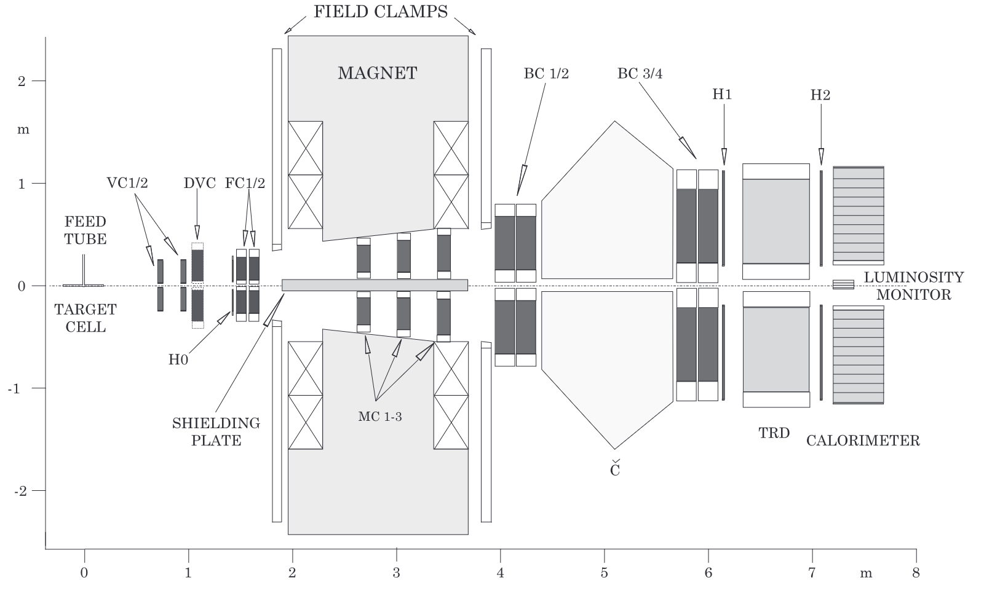 FIELD CLAMPS
MAGNET
BC 1/2
BC 3/4
H1
H2
2
m
1
0
-1
-2
VC1/2
DVC
FC1/2
FEED
TUBE
TARGET
CELL
H0
SHIELDING
PLATE
MC 1-3
LUMINOSITY
MONITOR
TRD
CALORIMETER
Č
0
1
2
3
4
5
6
7
m
8